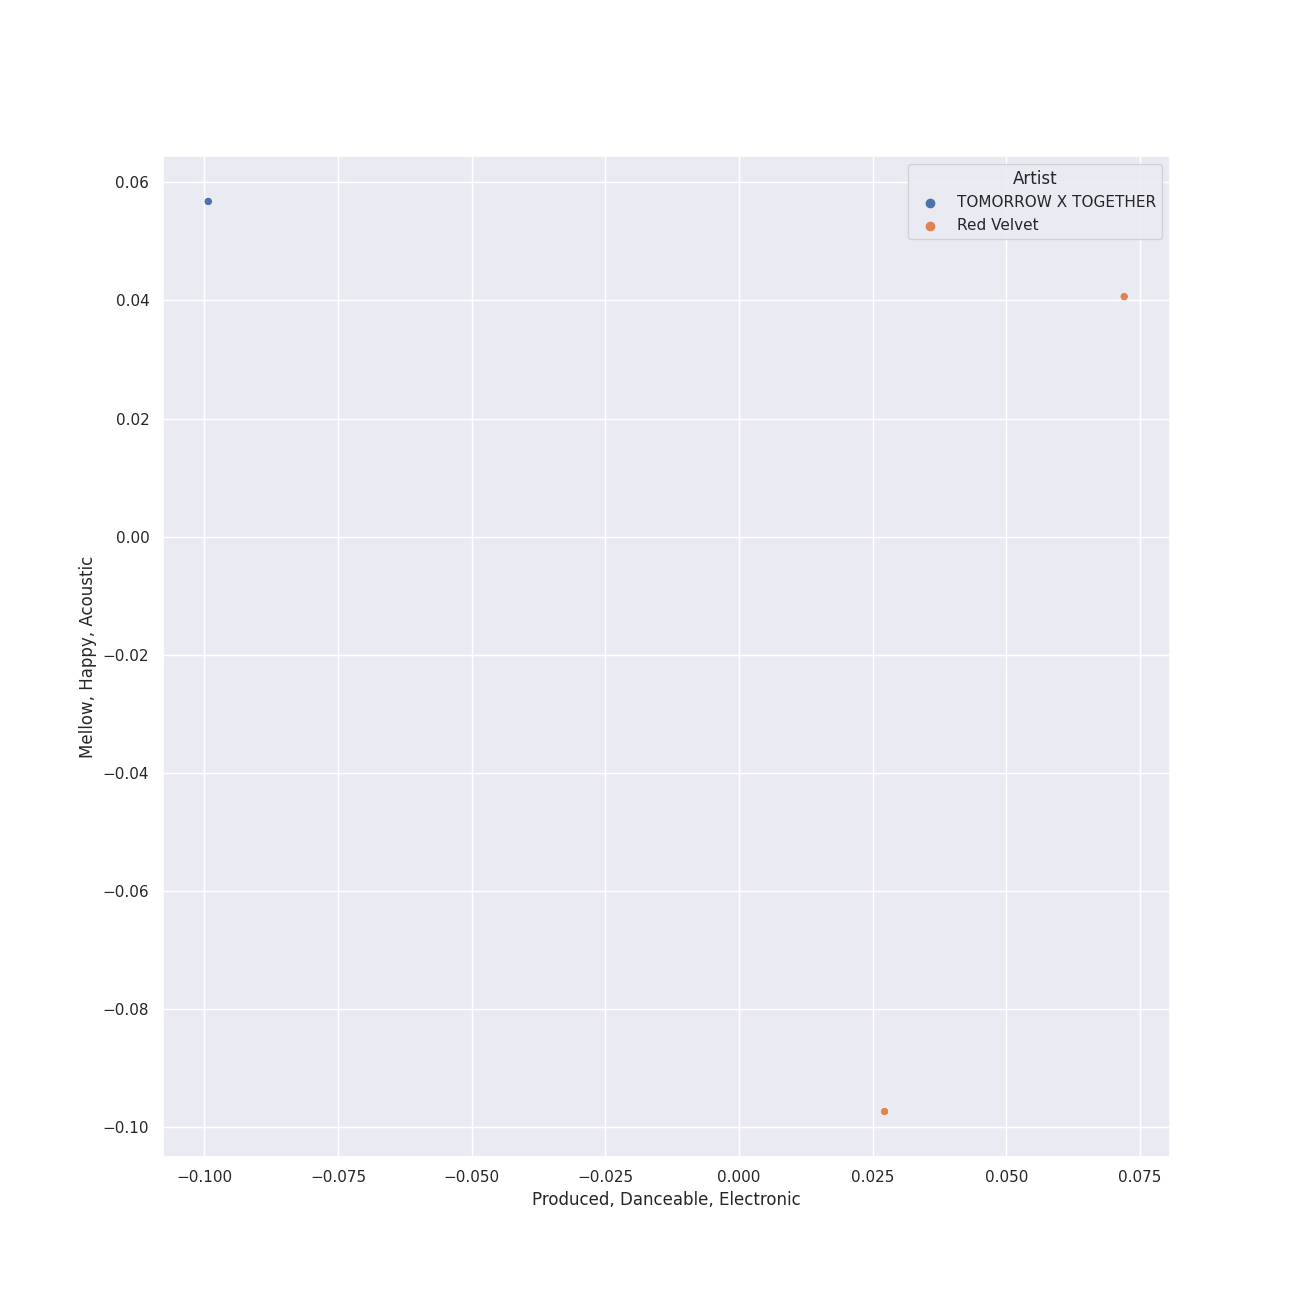 Artist
TOMORROW X TOGETHER
Red Velvet
0.06
0.04
0.02
0.00
−0.02
−0.04
−0.06
−0.08
−0.10
Mellow, Happy, Acoustic
−0.100 −0.075 −0.050 −0.025 0.000 0.025 0.050 0.075
Produced, Danceable, Electronic